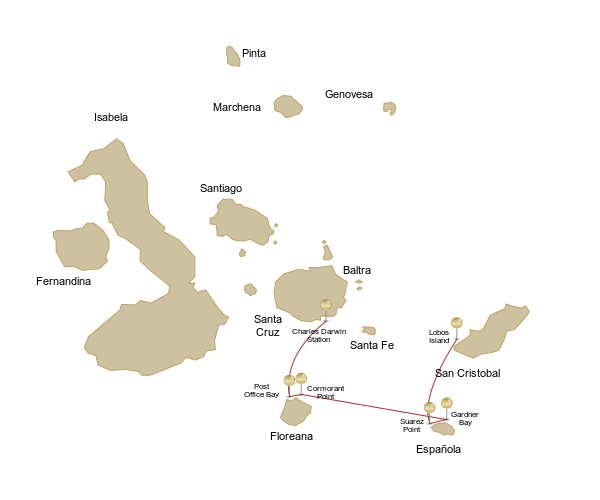 Pinta
Genovesa
Marchena
Isabela
Santiago
Baltra
Fernandina
Santa
Cruz
Charles Darwin
Station
Lobos
Island
Santa Fe
San Cristobal
Post
Office Bay
Cormorant
Point
Gardner
Bay
Suarez
Point
Floreana
Española